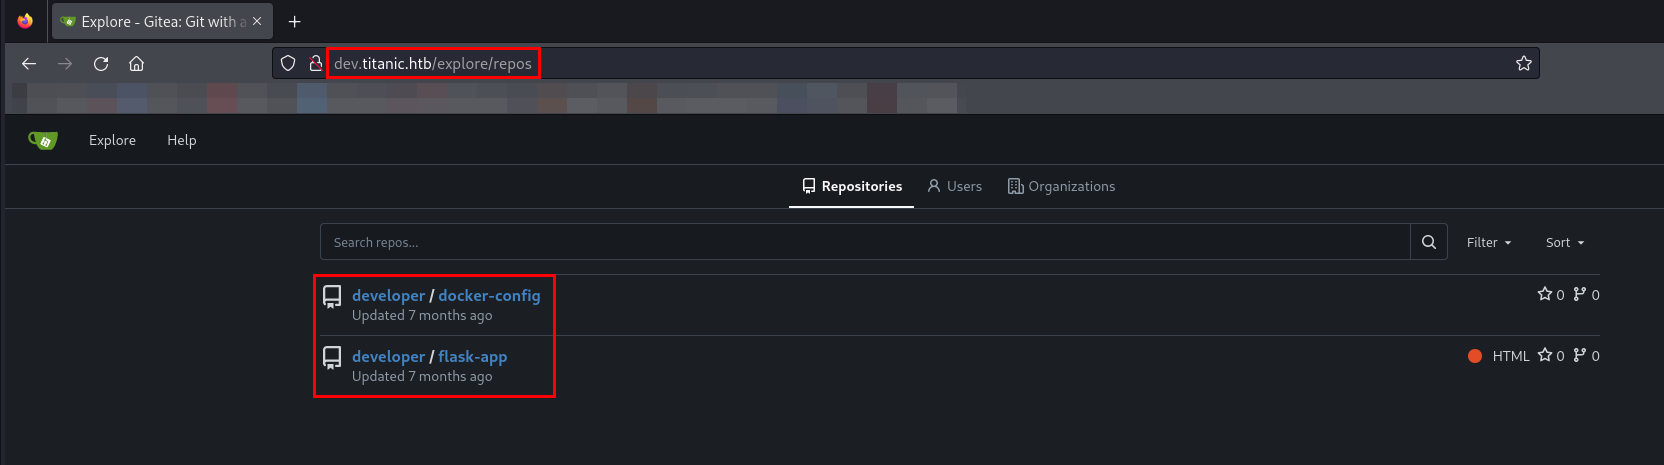 Explore - Gitea: Git with a
dev.titanic.htb/explore/repos
Explore Help
Repositories Users Organizations
Search repos... Filter Sort
developer / docker-config 0 0
Updated 7 months ago
developer / flask-app HTML 0 0
Updated 7 months ago